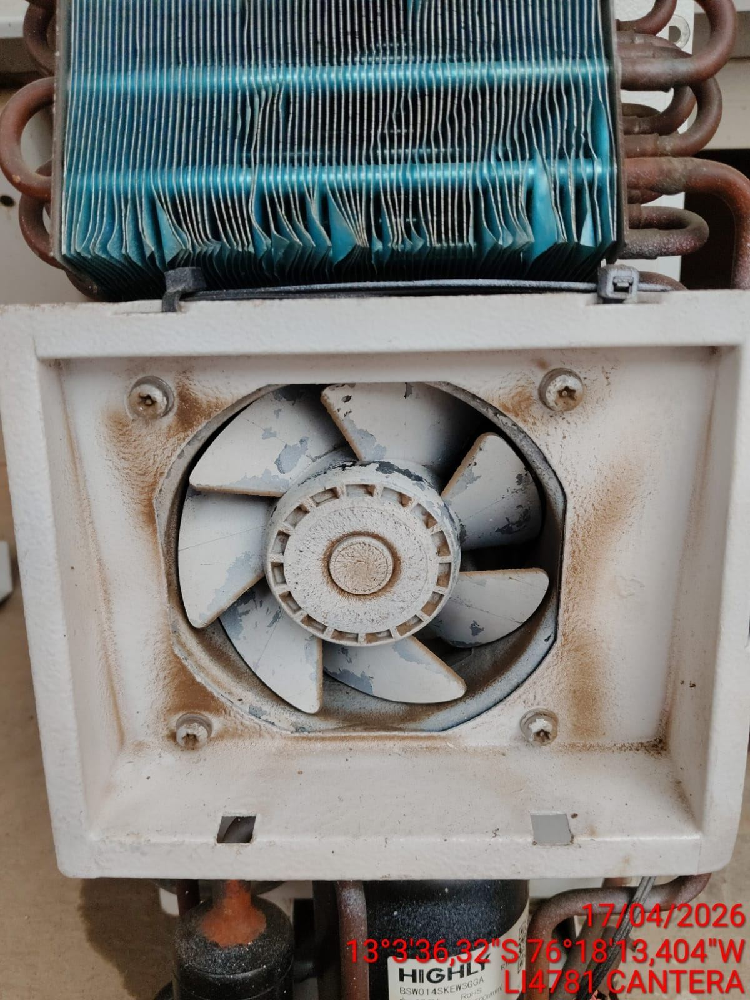 17/04/2026
13°3'36,32"S 76°18'13,404"W
LI4781 CANTERA
HIGHLY
BSW014SKEW3GGA
RoHS